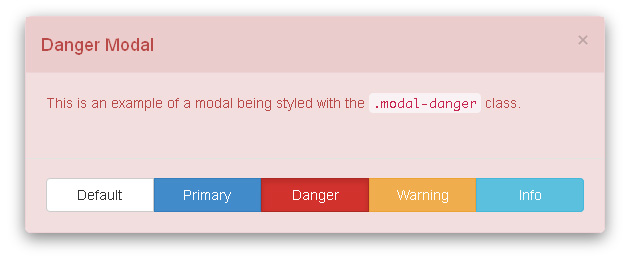 Danger Modal ×
This is an example of a modal being styled with the .modal-danger class.
Default Primary Danger Warning Info